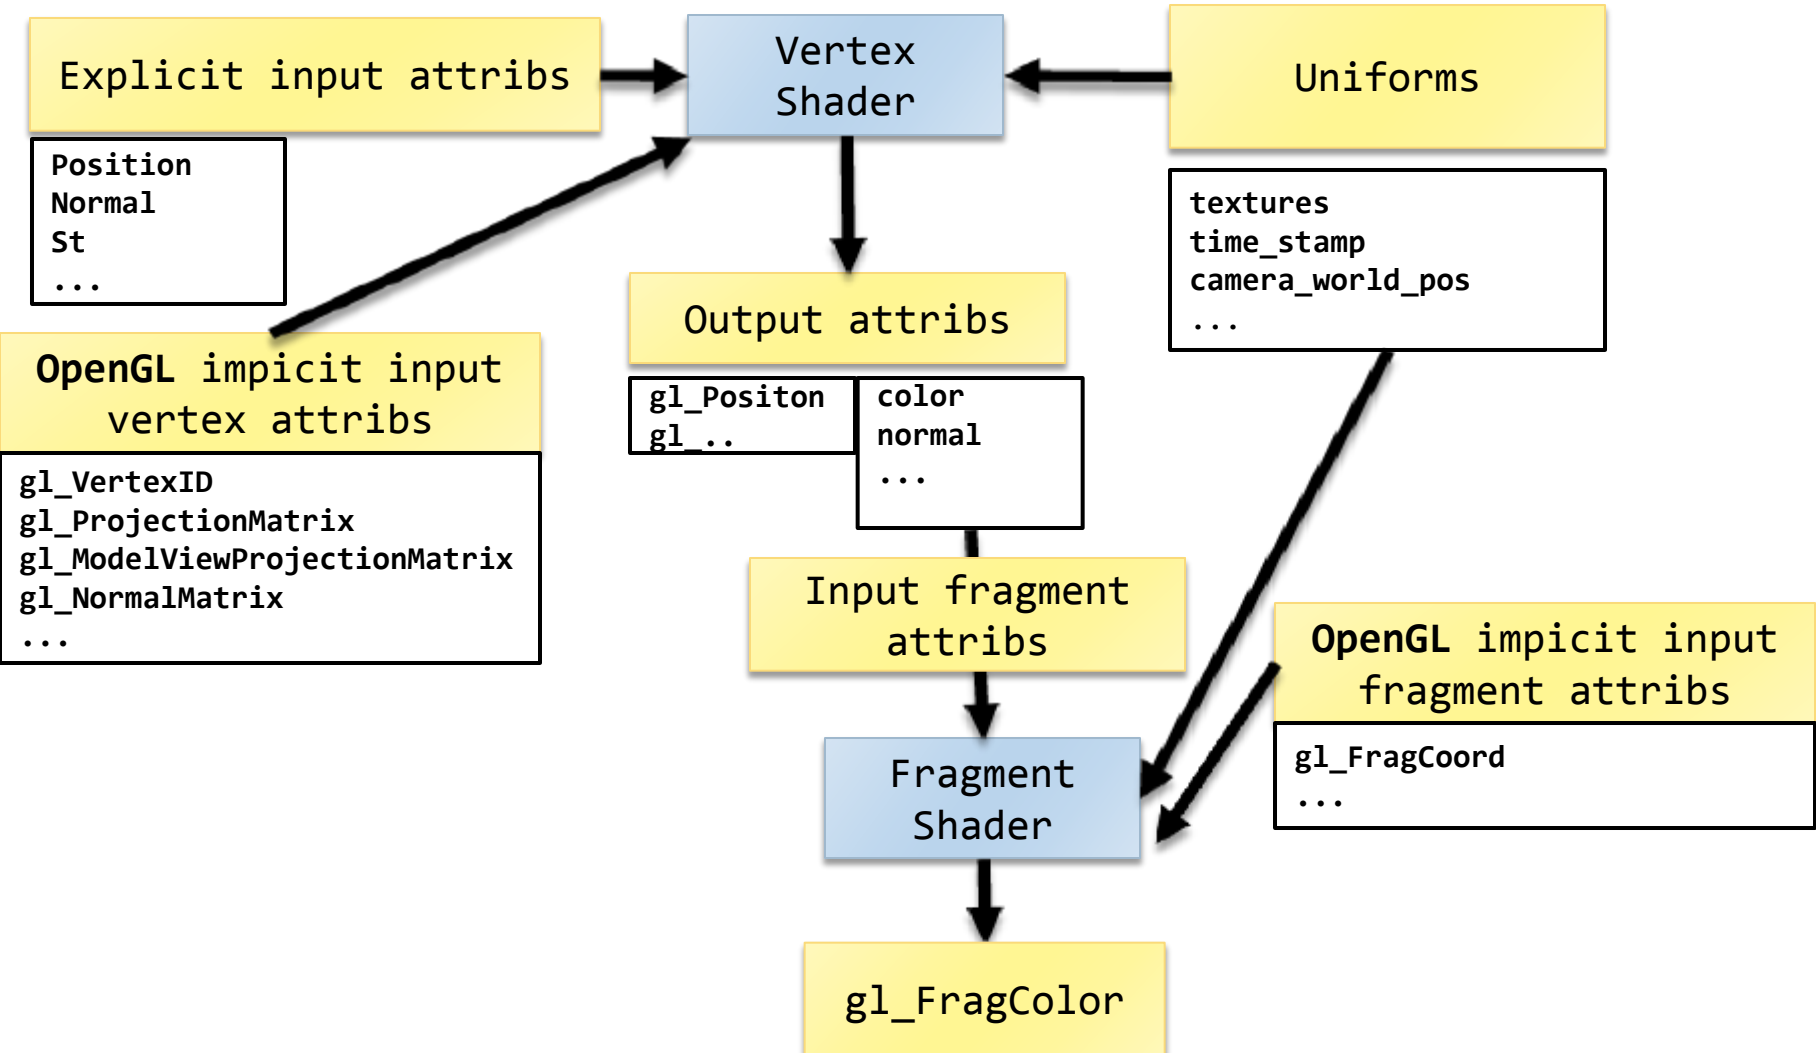 Explicit input attribs
Position
Normal
St
...
Vertex
Shader
Uniforms
textures
time_stamp
camera_world_pos
...
OpenGL impicit input
vertex attribs
gl_VertexID
gl_ProjectionMatrix
gl_ModelViewProjectionMatrix
gl_NormalMatrix
...
Output attribs
gl_Positon
gl_..
color
normal
...
Input fragment
attribs
OpenGL impicit input
fragment attribs
gl_FragCoord
...
Fragment
Shader
gl_FragColor